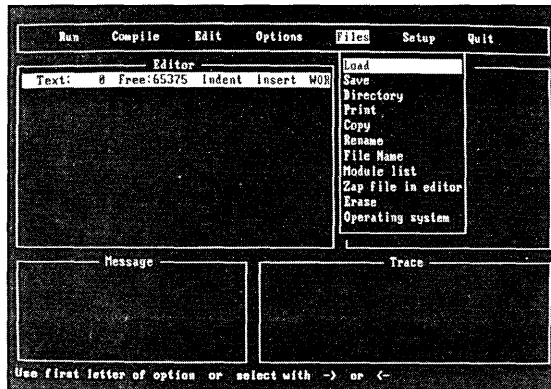 Run Compile Edit Options Files Setup Quit
Editor
Text: 0 Free:65375 Indent Insert WOR
Load
Save
Directory
Print
Copy
Rename
File Name
Module list
Zap file in editor
Erase
Operating system
Message
Trace
Use first letter of option or select with -> or <-